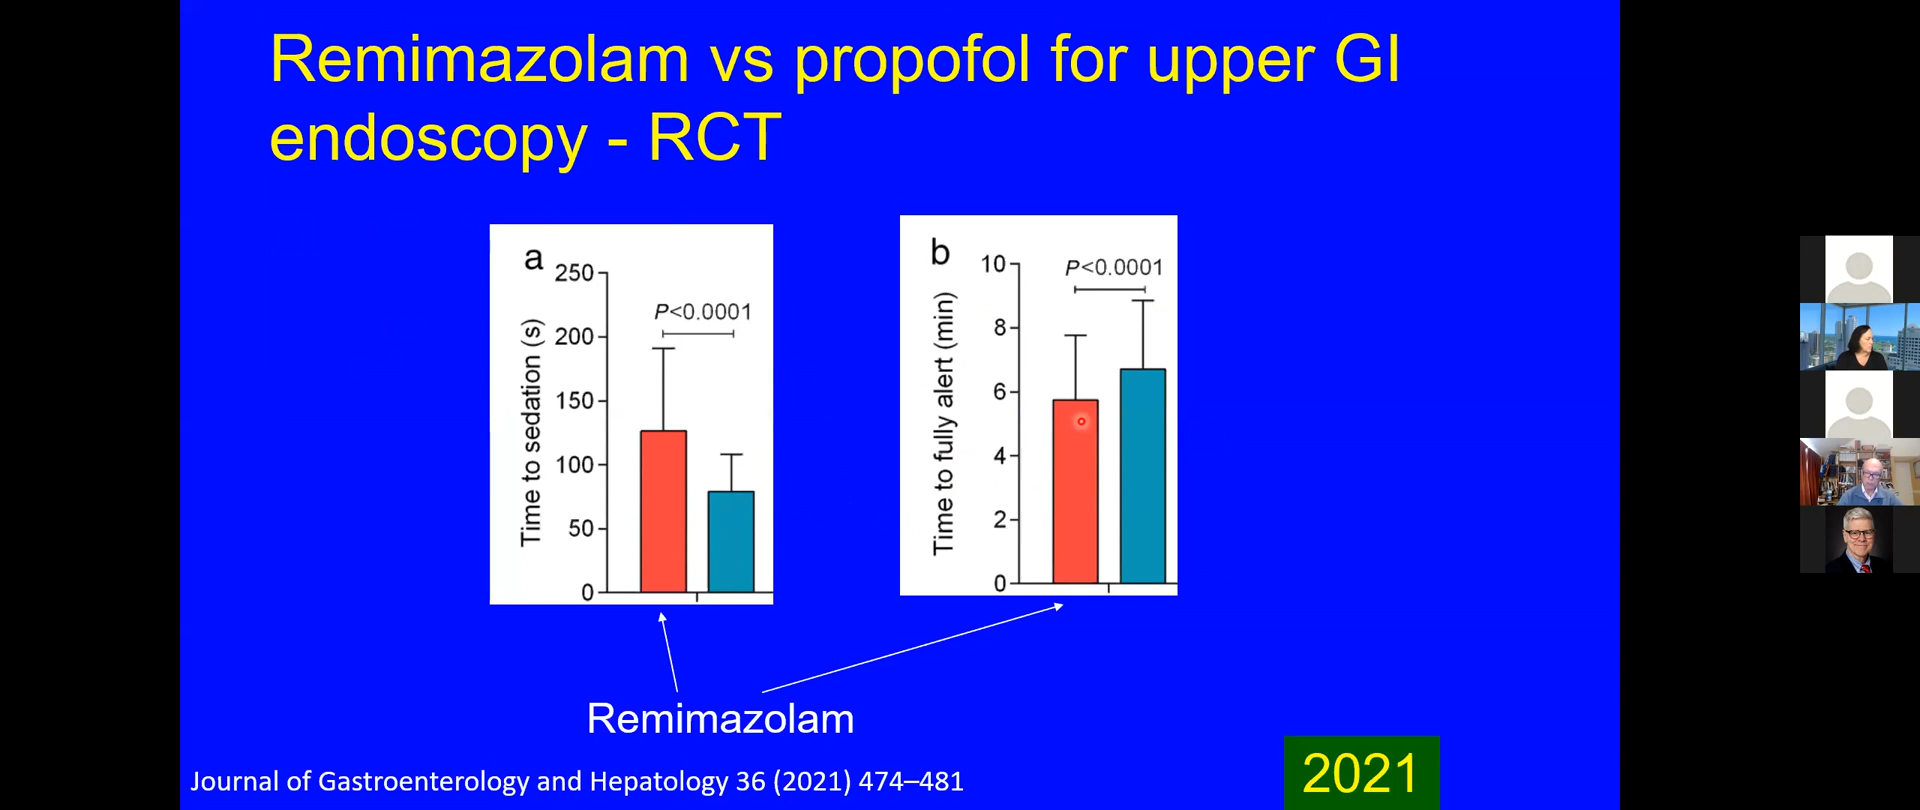 Remimazolam vs propofol for upper GI
endoscopy - RCT
a
250
200
150
100
50
0
Time to sedation (s)
P<0.0001
b
10
8
6
4
2
0
Time to fully alert (min)
P<0.0001
Remimazolam
Journal of Gastroenterology and Hepatology 36 (2021) 474–481
2021